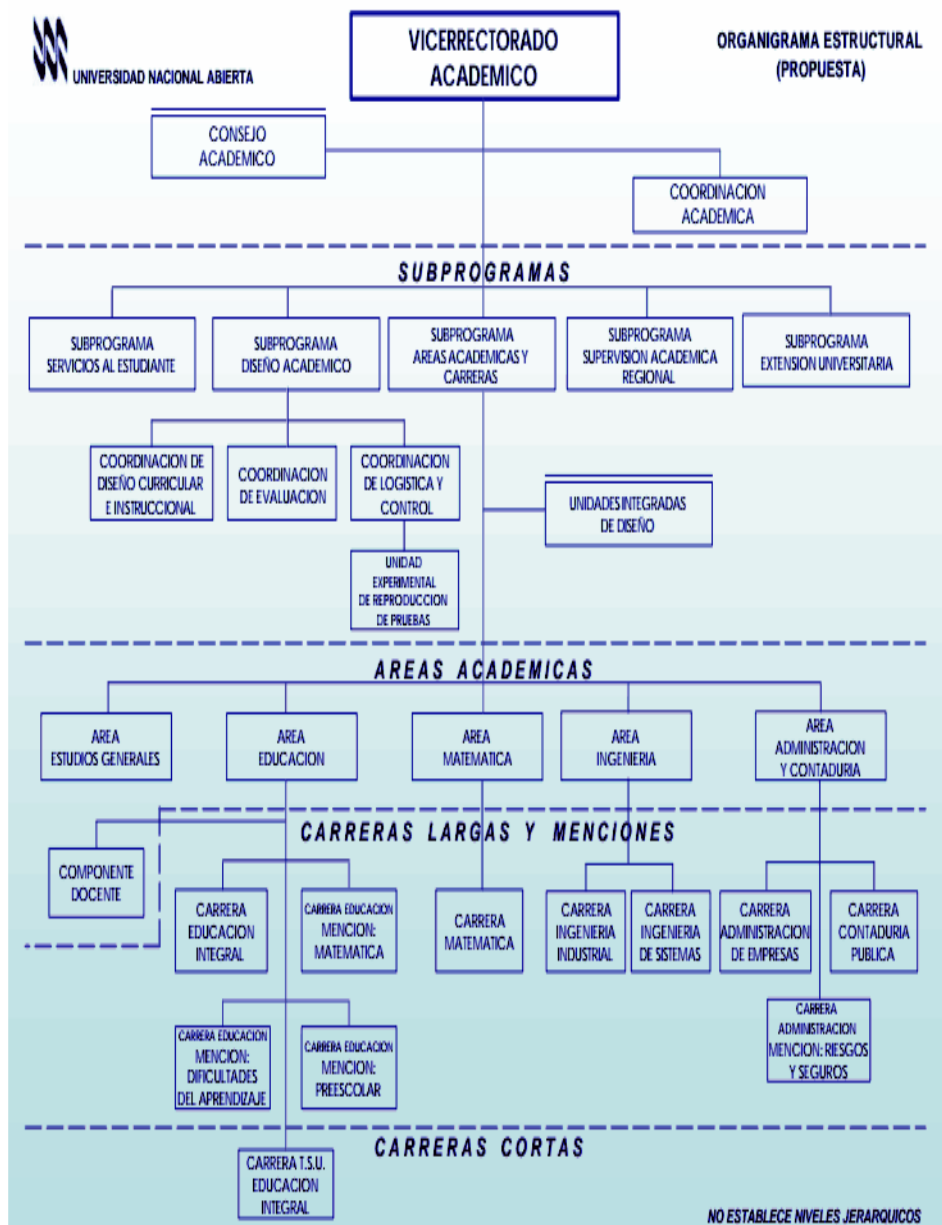 VICERRECTORADO
ACADEMICO
ORGANIGRAMA ESTRUCTURAL
(PROPUESTA)
UNIVERSIDAD NACIONAL ABIERTA
CONSEJO
ACADEMICO
COORDINACION
ACADEMICA
SUBPROGRAMAS
SUBPROGRAMA
SERVICIOS AL ESTUDIANTE
SUBPROGRAMA
DISEÑO ACADEMICO
SUBPROGRAMA
AREAS ACADEMICAS Y
CARRERAS
SUBPROGRAMA
SUPERVISION ACADEMICA
REGIONAL
SUBPROGRAMA
EXTENSION UNIVERSITARIA
COORDINACION DE
DISEÑO CURRICULAR
E INSTRUCCIONAL
COORDINACION
DE EVALUACION
COORDINACION
DE LOGISTICA Y
CONTROL
UNIDADES INTEGRADAS
DE DISEÑO
UNIDAD
EXPERIMENTAL
DE REPRODUCCION
DE PRUEBAS
AREAS ACADEMICAS
AREA
ESTUDIOS GENERALES
AREA
EDUCACION
AREA
MATEMATICA
AREA
INGENIERIA
AREA
ADMINISTRACION
Y CONTADURIA
CARRERAS LARGAS Y MENCIONES
COMPONENTE
DOCENTE
CARRERA
EDUCACION
INTEGRAL
CARRERA EDUCACION
MENCION:
MATEMATICA
CARRERA
MATEMATICA
CARRERA
INGENIERIA
INDUSTRIAL
CARRERA
INGENIERIA
DE SISTEMAS
CARRERA
ADMINISTRACION
DE EMPRESAS
CARRERA
CONTADURIA
PUBLICA
CARRERA EDUCACION
MENCION:
DIFICULTADES
DEL APRENDIZAJE
CARRERA EDUCACION
MENCION:
PREESCOLAR
CARRERA
ADMINISTRACION
MENCION: RIESGOS
Y SEGUROS
CARRERAS CORTAS
CARRERA T.S.U.
EDUCACION
INTEGRAL
NO ESTABLECE NIVELES JERARQUICOS